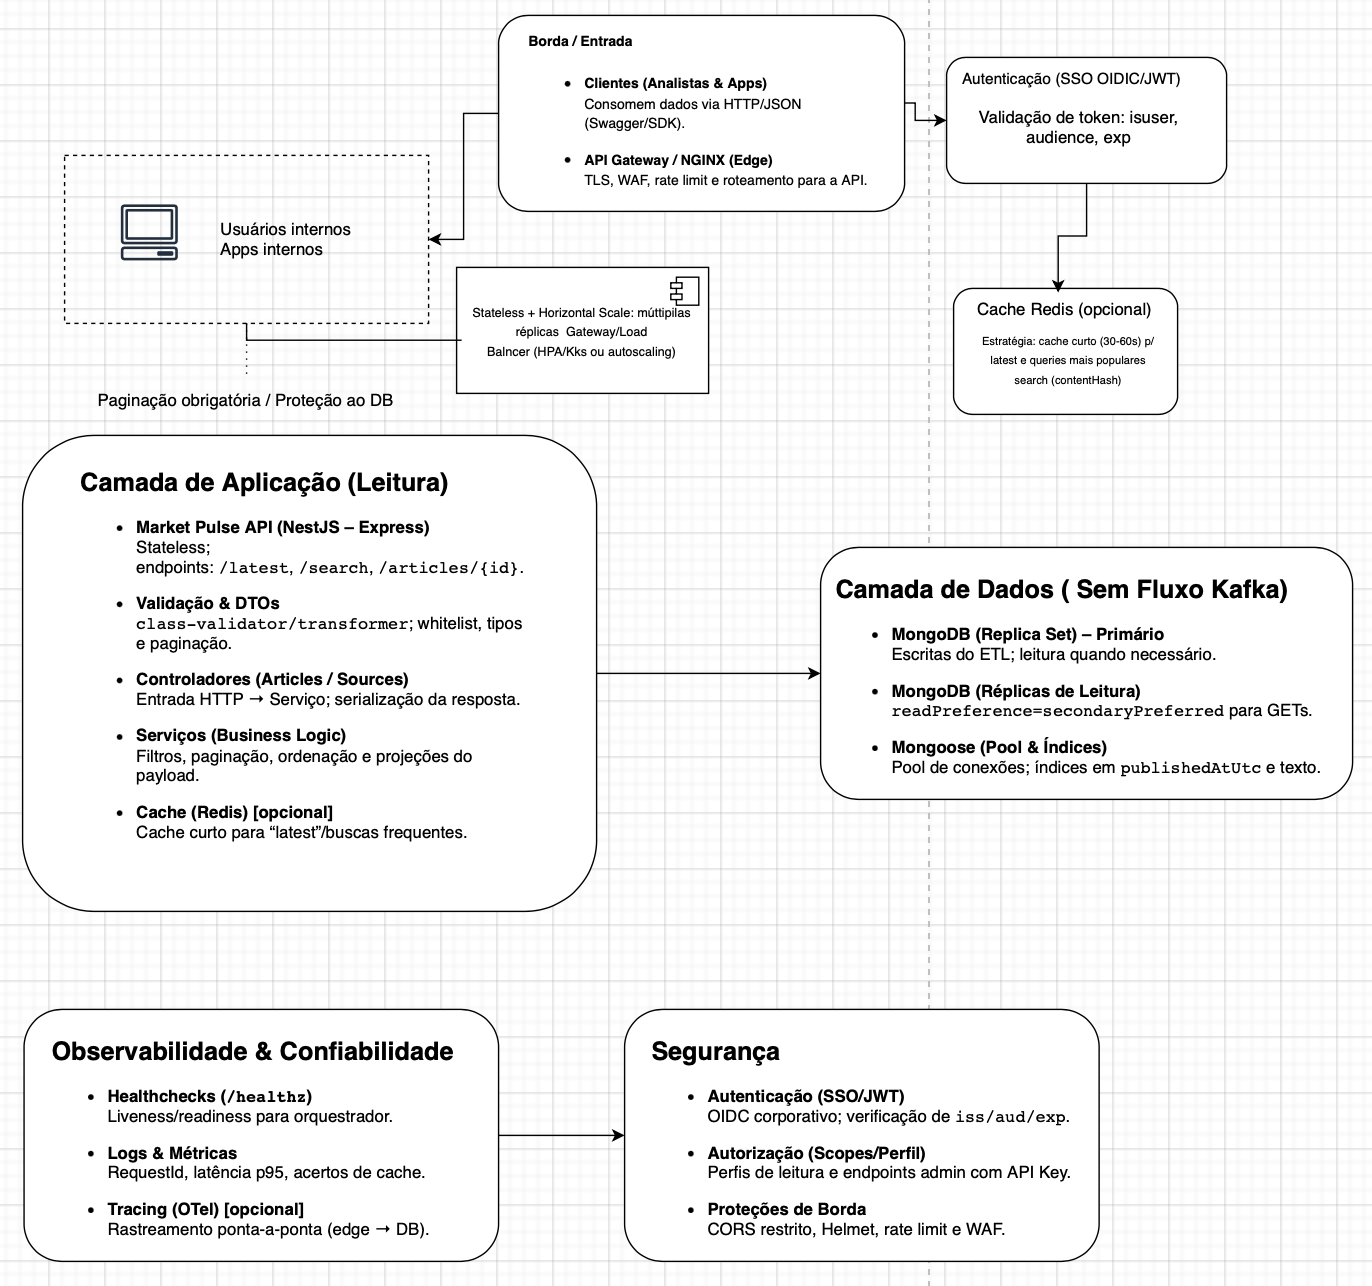 Borda / Entrada
• Clientes (Analistas & Apps)
Consomem dados via HTTP/JSON
(Swagger/SDK).
• API Gateway / NGINX (Edge)
TLS, WAF, rate limit e roteamento para a API.
Autenticação (SSO OIDIC/JWT)
Validação de token: isuser,
audience, exp
Usuários internos
Apps internos
Stateless + Horizontal Scale: múttipilas
réplicas Gateway/Load
Balncer (HPA/Kks ou autoscaling)
Cache Redis (opcional)
Estratégia: cache curto (30-60s) p/
latest e queries mais populares
search (contentHash)
Paginação obrigatória / Proteção ao DB
Camada de Aplicação (Leitura)
• Market Pulse API (NestJS – Express)
Stateless;
endpoints: /latest, /search, /articles/{id}.
• Validação & DTOs
class-validator/transformer; whitelist, tipos
e paginação.
• Controladores (Articles / Sources)
Entrada HTTP → Serviço; serialização da resposta.
• Serviços (Business Logic)
Filtros, paginação, ordenação e projeções do
payload.
• Cache (Redis) [opcional]
Cache curto para “latest”/buscas frequentes.
Camada de Dados ( Sem Fluxo Kafka)
• MongoDB (Replica Set) – Primário
Escritas do ETL; leitura quando necessário.
• MongoDB (Réplicas de Leitura)
readPreference=secondaryPreferred para GETs.
• Mongoose (Pool & Índices)
Pool de conexões; índices em publishedAtUtc e texto.
Observabilidade & Confiabilidade
• Healthchecks (/healthz)
Liveness/readiness para orquestrador.
• Logs & Métricas
RequestId, latência p95, acertos de cache.
• Tracing (OTel) [opcional]
Rastreamento ponta-a-ponta (edge → DB).
Segurança
• Autenticação (SSO/JWT)
OIDC corporativo; verificação de iss/aud/exp.
• Autorização (Scopes/Perfil)
Perfis de leitura e endpoints admin com API Key.
• Proteções de Borda
CORS restrito, Helmet, rate limit e WAF.